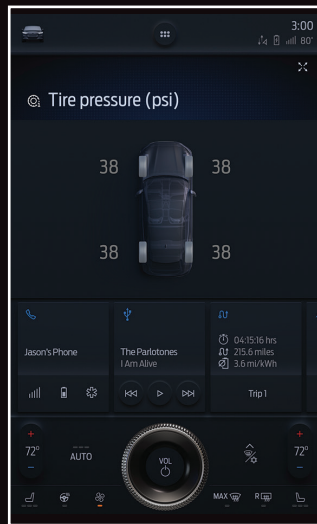 3:00
80°
Tire pressure (psi)
38 38
38 38
Jason's Phone
The Parlotones
I Am Alive
04:15:16 hrs
215.6 miles
3.6 mi/kWh
Trip 1
72°
AUTO
VOL
72°
MAX R